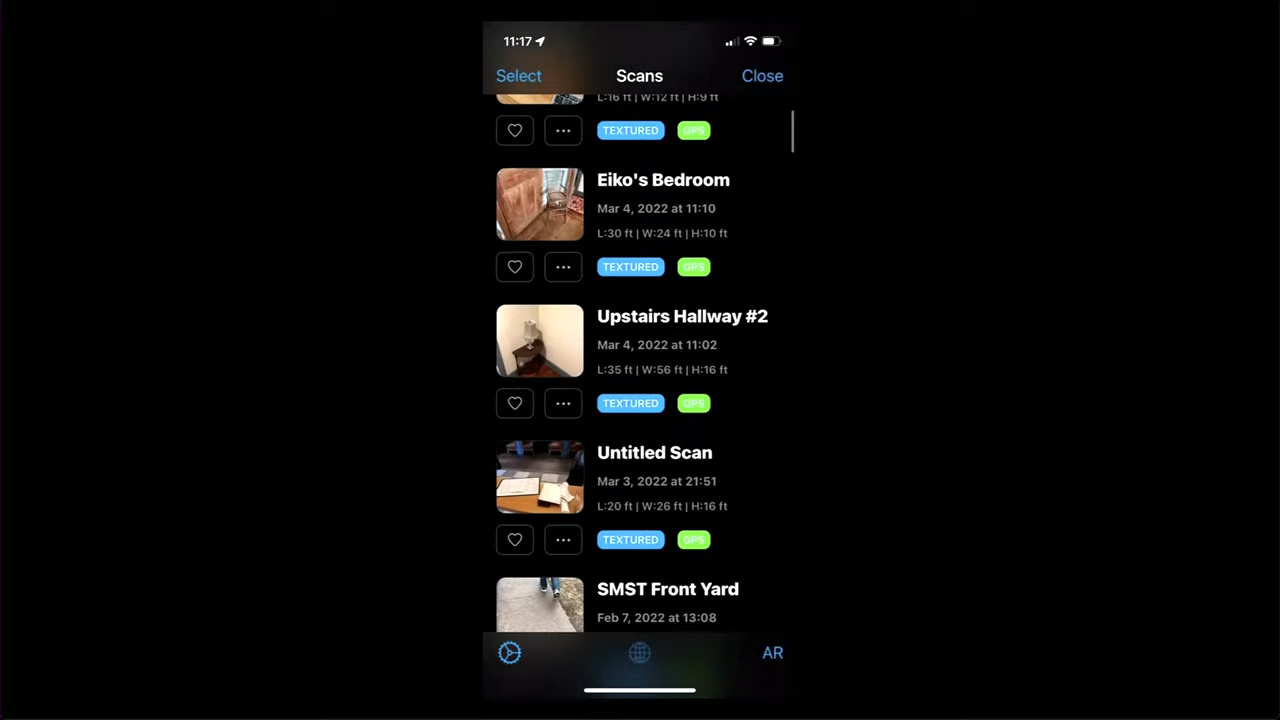 11:17
Select Scans Close
L:16 ft | W:12 ft | H:9 ft
TEXTURED GPS
Eiko's Bedroom
Mar 4, 2022 at 11:10
L:30 ft | W:24 ft | H:10 ft
TEXTURED GPS
Upstairs Hallway #2
Mar 4, 2022 at 11:02
L:35 ft | W:56 ft | H:16 ft
TEXTURED GPS
Untitled Scan
Mar 3, 2022 at 21:51
L:20 ft | W:26 ft | H:16 ft
TEXTURED GPS
SMST Front Yard
Feb 7, 2022 at 13:08
AR